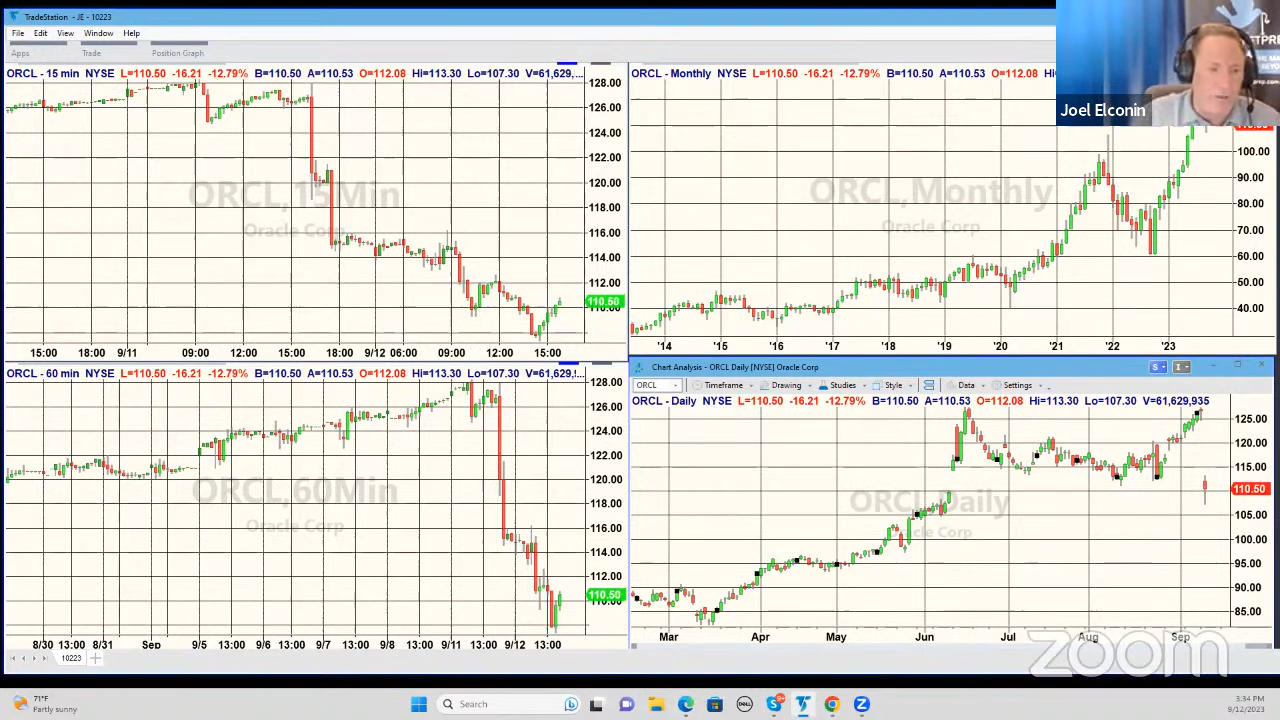 TradeStation - JE - 10223
File Edit View Window Help
Apps Trade Position Graph
ORCL - 15 min NYSE L=110.50 -16.21 -12.79% B=110.50 A=110.53 O=112.08 Hi=113.30 Lo=107.30 V=61,629,...
128.00
126.00
124.00
122.00
120.00
118.00
116.00
114.00
112.00
110.50
110.00
ORCL,15Min
Oracle Corp
15:00 18:00 9/11 09:00 12:00 15:00 18:00 9/12 06:00 09:00 12:00 15:00
ORCL - Monthly NYSE L=110.50 -16.21 -12.79% B=110.50 A=110.53 O=112.08 Hi
Joel Elconin
100.00
90.00
80.00
70.00
60.00
50.00
40.00
ORCL,Monthly
Oracle Corp
'14 '15 '16 '17 '18 '19 '20 '21 '22 '23
ORCL - 60 min NYSE L=110.50 -16.21 -12.79% B=110.50 A=110.53 O=112.08 Hi=113.30 Lo=107.30 V=61,629,...
128.00
126.00
124.00
122.00
120.00
118.00
116.00
114.00
112.00
110.50
110.00
ORCL,60Min
Oracle Corp
8/30 13:00 8/31 Sep 13:00 9/5 13:00 9/6 13:00 9/7 13:00 9/8 13:00 9/11 13:00 9/12 13:00
Chart Analysis - ORCL Daily [NYSE] Oracle Corp
ORCL Timeframe Drawing Studies Style Data Settings
ORCL - Daily NYSE L=110.50 -16.21 -12.79% B=110.50 A=110.53 O=112.08 Hi=113.30 Lo=107.30 V=61,629,935
125.00
120.00
115.00
110.50
105.00
100.00
95.00
90.00
85.00
ORCL,Daily
Oracle Corp
Mar Apr May Jun Jul Aug Sep
zoom
10223
71°F
Partly sunny
Search
3:34 PM
9/12/2023